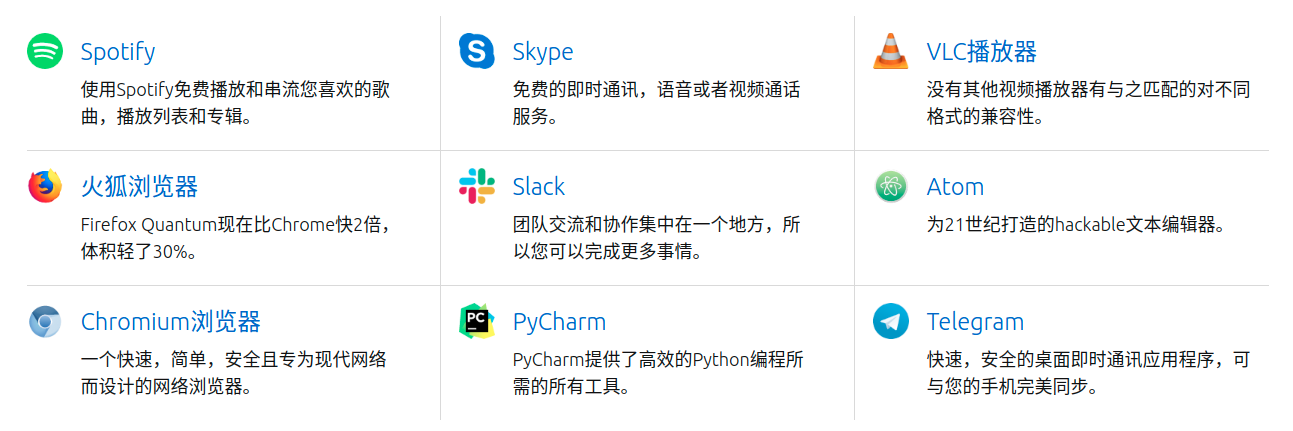 Spotify
使用Spotify免费播放和串流您喜欢的歌
曲，播放列表和专辑。
Skype
免费的即时通讯，语音或者视频通话
服务。
VLC播放器
没有其他视频播放器有与之匹配的对不同
格式的兼容性。
火狐浏览器
Firefox Quantum现在比Chrome快2倍，
体积轻了30%。
Slack
团队交流和协作集中在一个地方，所
以您可以完成更多事情。
Atom
为21世纪打造的hackable文本编辑器。
Chromium浏览器
一个快速，简单，安全且专为现代网络
而设计的网络浏览器。
PC
PyCharm
PyCharm提供了高效的Python编程所
需的所有工具。
Telegram
快速，安全的桌面即时通讯应用程序，可
与您的手机完美同步。